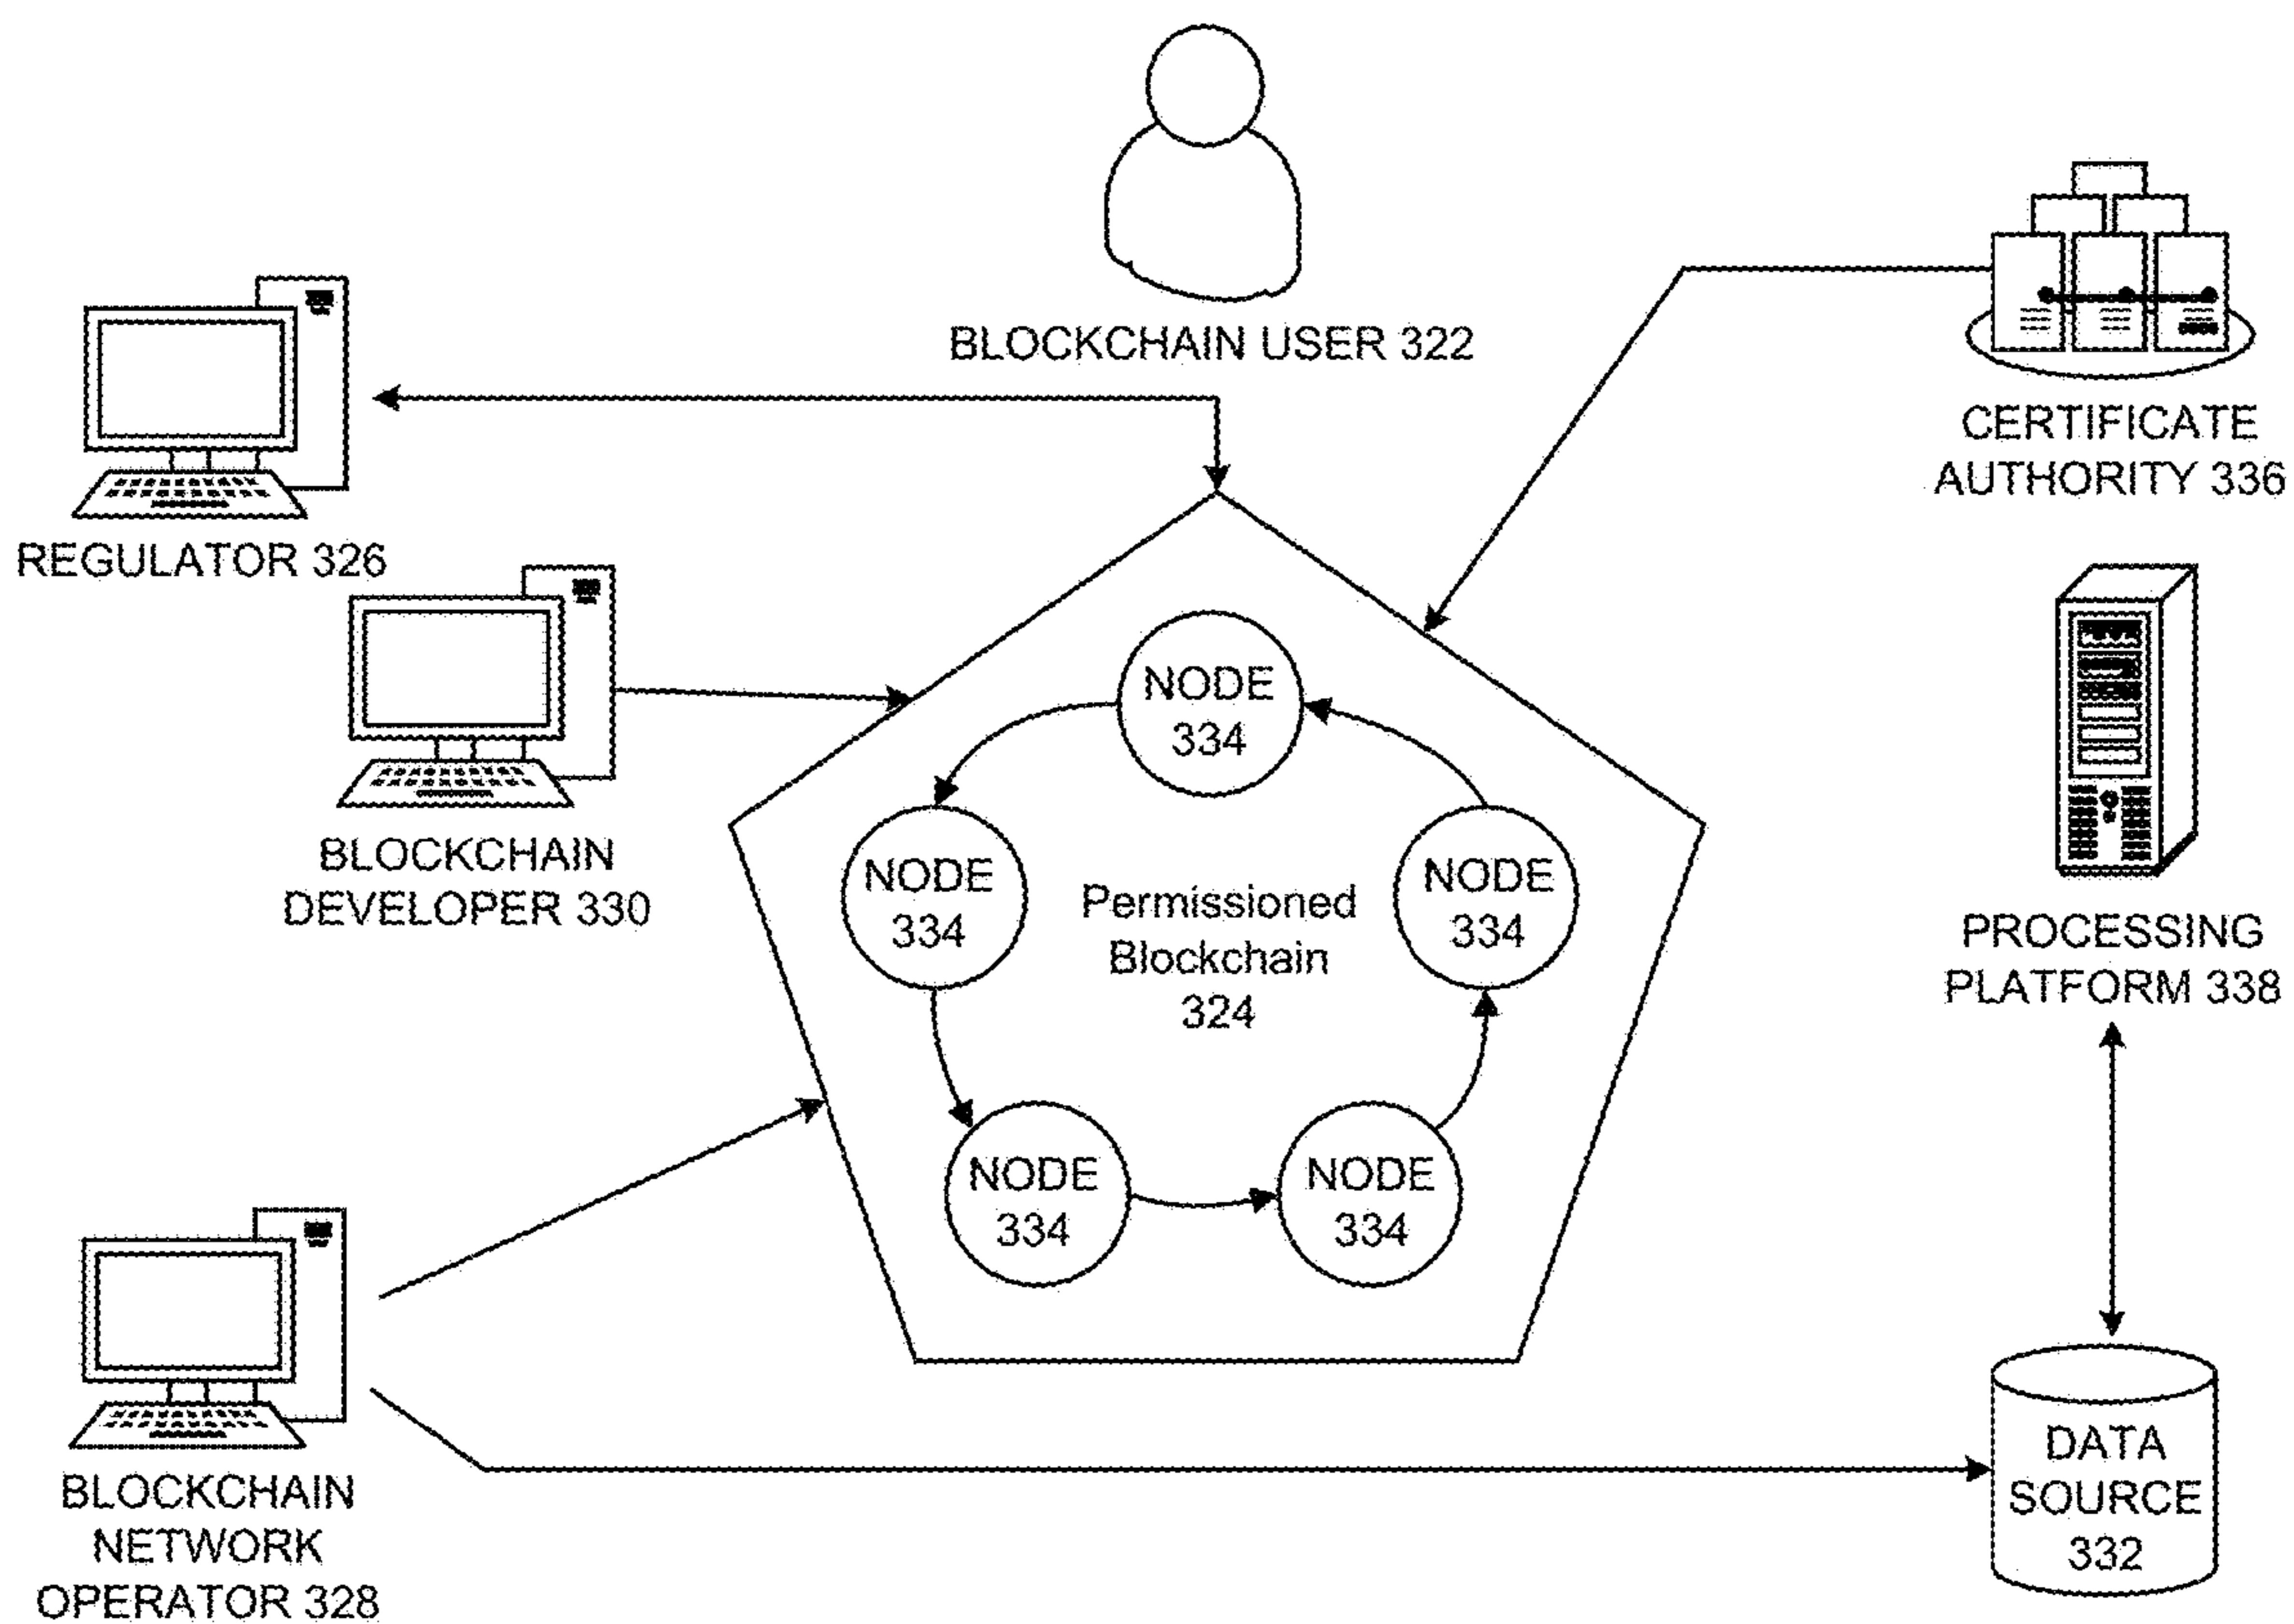 BLOCKCHAIN USER 322
CERTIFICATE
AUTHORITY 336
REGULATOR 326
BLOCKCHAIN
DEVELOPER 330
NODE
334
NODE
334
Permissioned
Blockchain
324
NODE
334
NODE
334
NODE
334
PROCESSING
PLATFORM 338
BLOCKCHAIN
NETWORK
OPERATOR 328
DATA
SOURCE
332